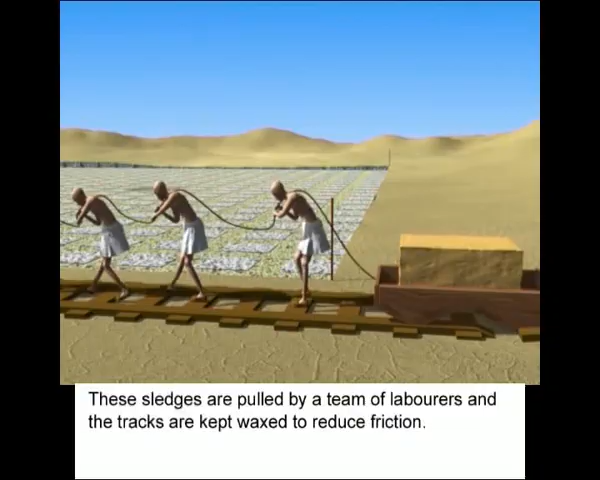 These sledges are pulled by a team of labourers and
the tracks are kept waxed to reduce friction.